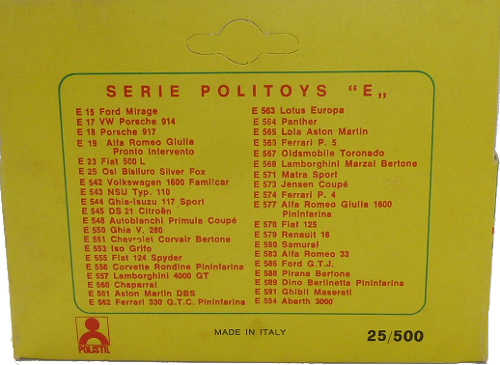 SERIE POLITOYS "E„
E 15 Ford Mirage
E 17 VW Porsche 914
E 18 Porsche 917
E 19 Alfa Romeo Giulia
Pronto Intervento
E 23 Fiat 500 L
E 25 Osi Bisiluro Silver Fox
E 542 Volkswagen 1600 Familcar
E 543 NSU Typ. 110
E 544 Ghia-Isuzu 117 Sport
E 545 DS 21 Citroën
E 548 Autobianchi Primula Coupé
E 550 Ghia V. 280
E 551 Chevrolet Corvair Bertone
E 553 Iso Grifo
E 555 Fiat 124 Spyder
E 556 Corvette Rondine Pininfarina
E 557 Lamborghini 4000 GT
E 560 Chaparral
E 561 Aston Martin DBS
E 562 Ferrari 330 G.T.C. Pininfarina
E 563 Lotus Europa
E 564 Panther
E 565 Lola Aston Martin
E 563 Ferrari P. 5
E 567 Oldsmobile Toronado
E 568 Lamborghini Marzal Bertone
E 571 Matra Sport
E 573 Jensen Coupé
E 574 Ferrari P. 4
E 577 Alfa Romeo Giulia 1600
Pininfarina
E 578 Fiat 125
E 579 Renault 16
E 580 Samurai
E 583 Alfa Romeo 33
E 586 Ford G.T.J.
E 588 Pirana Bertone
E 589 Dino Berlinetta Pininfarina
E 591 Ghibli Maserati
E 594 Abarth 3000
POLISTIL
MADE IN ITALY
25/500